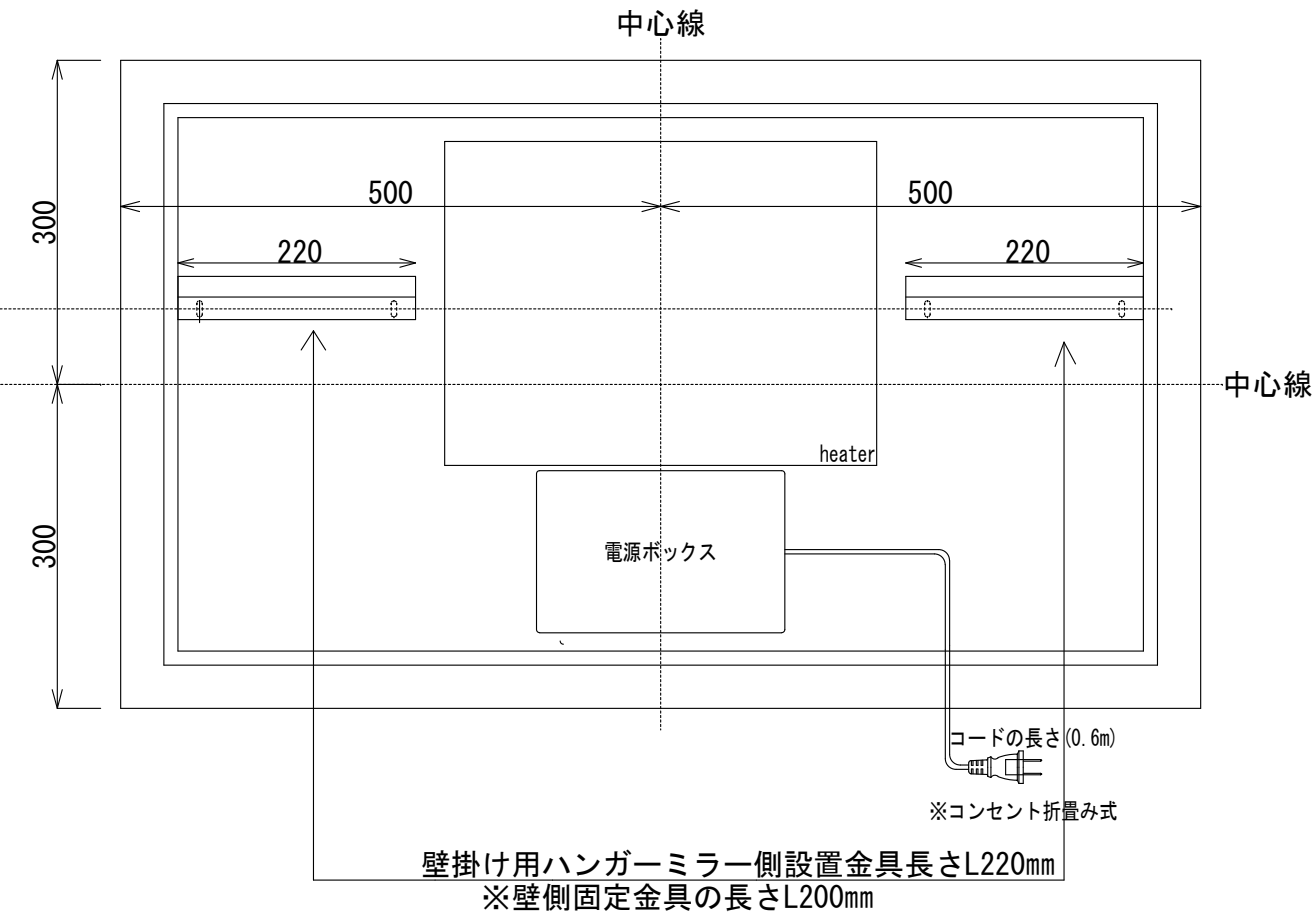 中心線
500
500
300
220
220
中心線
heater
300
電源ボックス
コードの長さ(0.6m)
※コンセント折畳み式
壁掛け用ハンガーミラー側設置金具長さL220mm
※壁側固定金具の長さL200mm